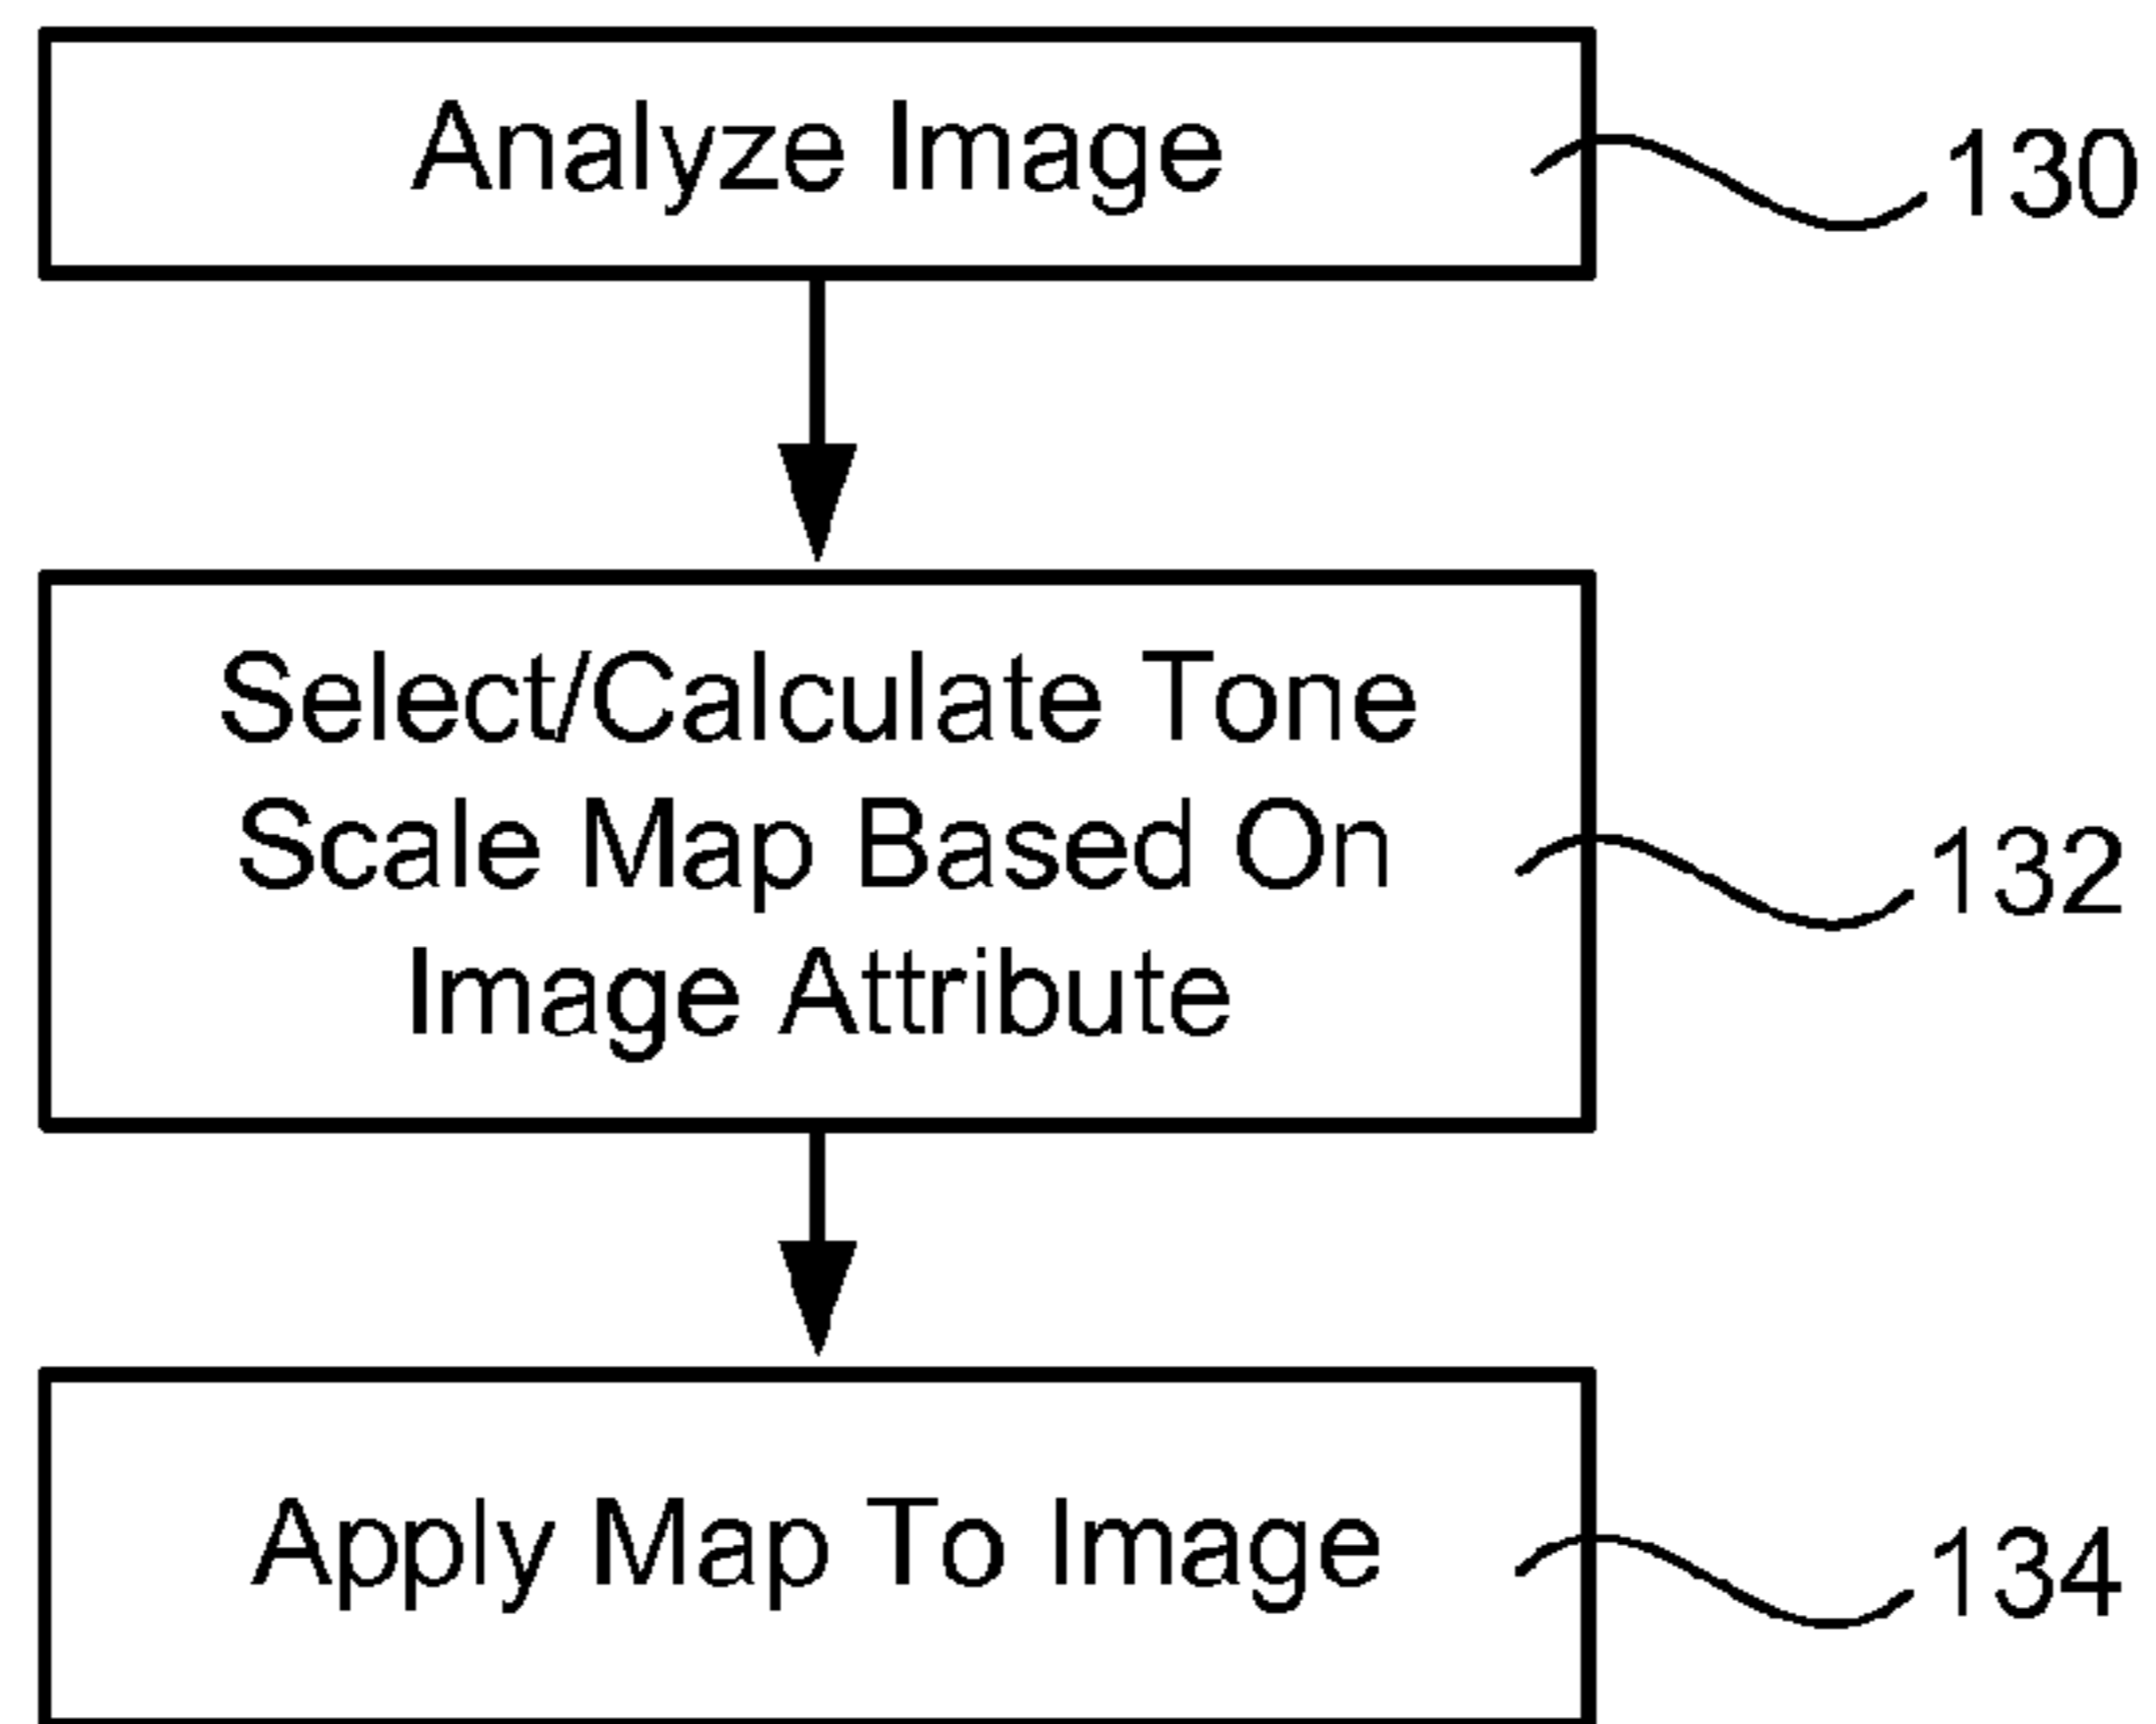 Analyze Image
130
Select/Calculate Tone
Scale Map Based On
Image Attribute
132
Apply Map To Image
134